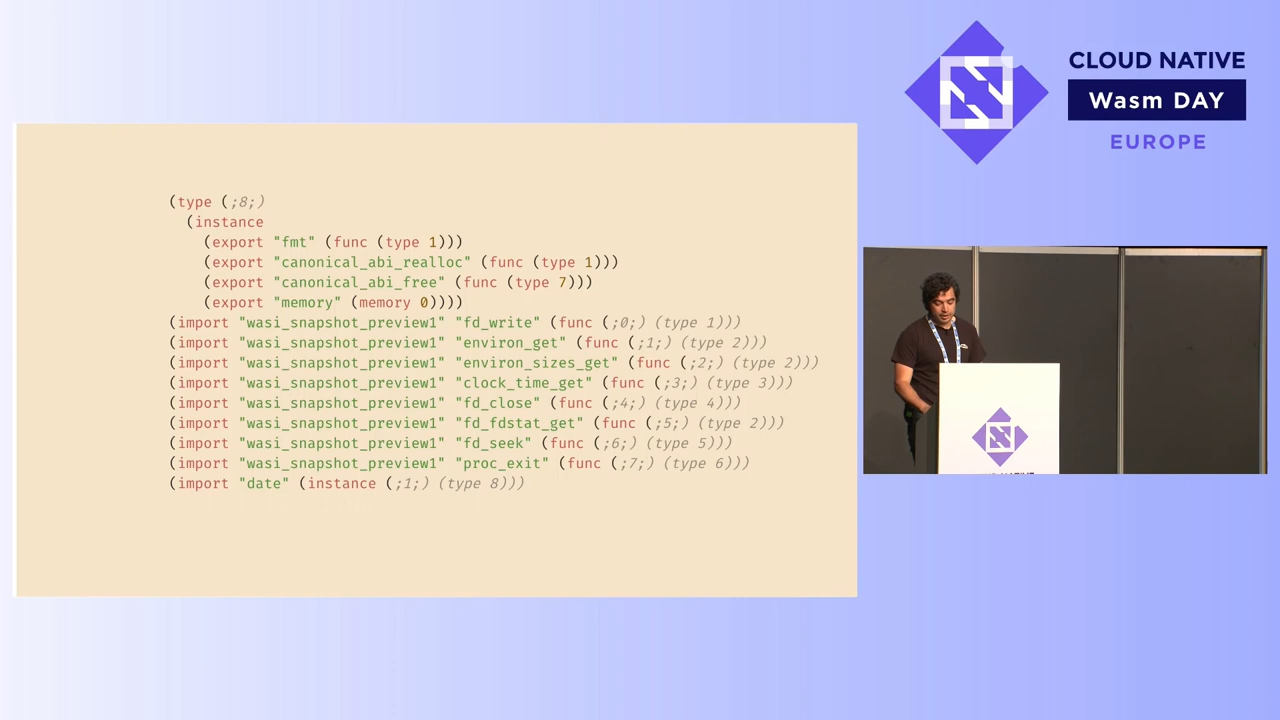 CLOUD NATIVE
Wasm DAY
EUROPE
(type (;8;)
(instance
(export "fmt" (func (type 1)))
(export "canonical_abi_realloc" (func (type 1)))
(export "canonical_abi_free" (func (type 7)))
(export "memory" (memory 0))))
(import "wasi_snapshot_preview1" "fd_write" (func (;0;) (type 1)))
(import "wasi_snapshot_preview1" "environ_get" (func (;1;) (type 2)))
(import "wasi_snapshot_preview1" "environ_sizes_get" (func (;2;) (type 2)))
(import "wasi_snapshot_preview1" "clock_time_get" (func (;3;) (type 3)))
(import "wasi_snapshot_preview1" "fd_close" (func (;4;) (type 4)))
(import "wasi_snapshot_preview1" "fd_fdstat_get" (func (;5;) (type 2)))
(import "wasi_snapshot_preview1" "fd_seek" (func (;6;) (type 5)))
(import "wasi_snapshot_preview1" "proc_exit" (func (;7;) (type 6)))
(import "date" (instance (;1;) (type 8)))